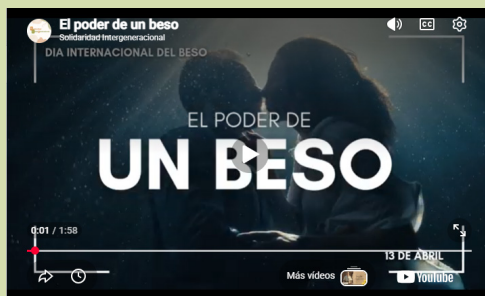 El poder de un beso
Solidaridad Intergeneracional
CC
DIA INTERNACIONAL DEL BESO
EL PODER DE
UN BESO
0:01 / 1:58
13 DE ABRIL
Más vídeos
YouTube